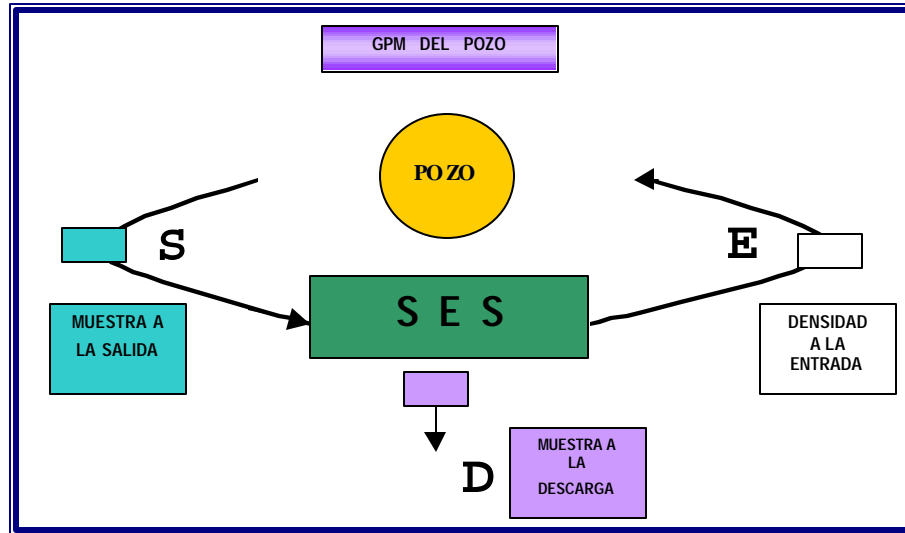 GPM DEL POZO
POZO
S
E
S E S
MUESTRA A
LA SALIDA
DENSIDAD
A LA
ENTRADA
D
MUESTRA A
LA
DESCARGA